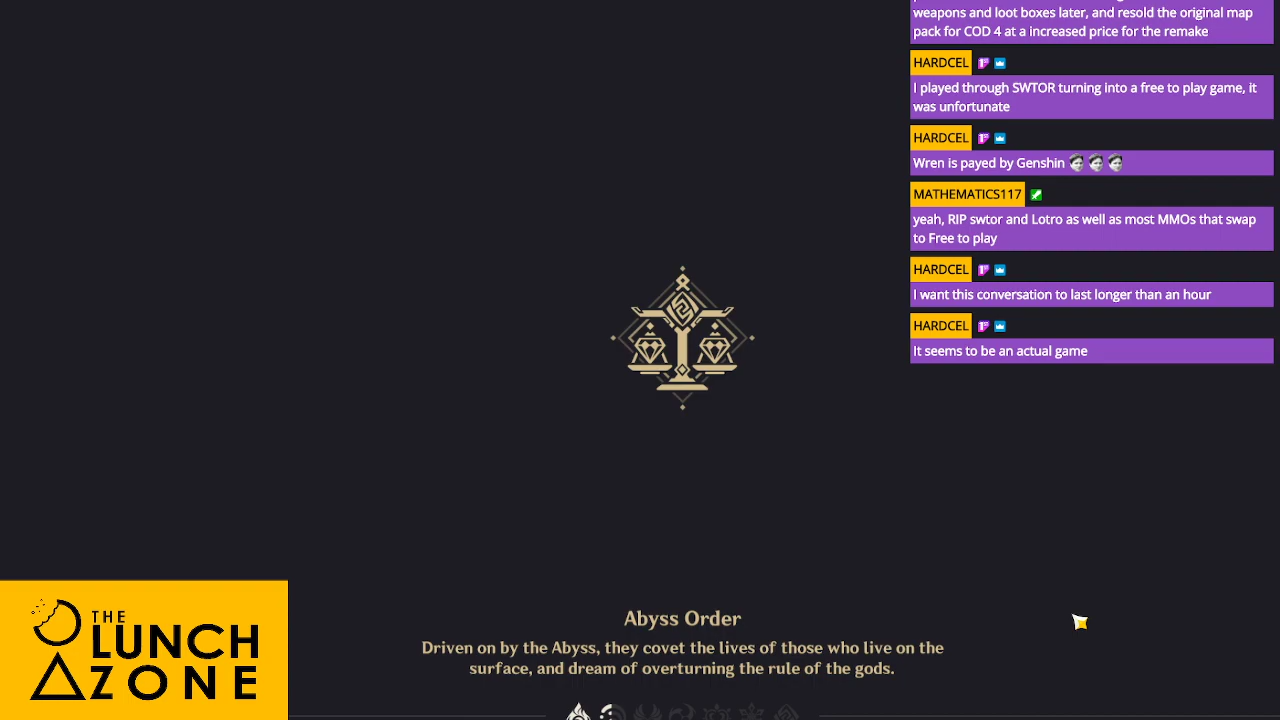 weapons and loot boxes later, and resold the original map
pack for COD 4 at a increased price for the remake
HARDCEL
I played through SWTOR turning into a free to play game, it
was unfortunate
HARDCEL
Wren is payed by Genshin
MATHEMATICS117
yeah, RIP swtor and Lotro as well as most MMOs that swap
to Free to play
HARDCEL
I want this conversation to last longer than an hour
HARDCEL
It seems to be an actual game
Abyss Order
Driven on by the Abyss, they covet the lives of those who live on the
surface, and dream of overturning the rule of the gods.
THE
LUNCH
ZONE